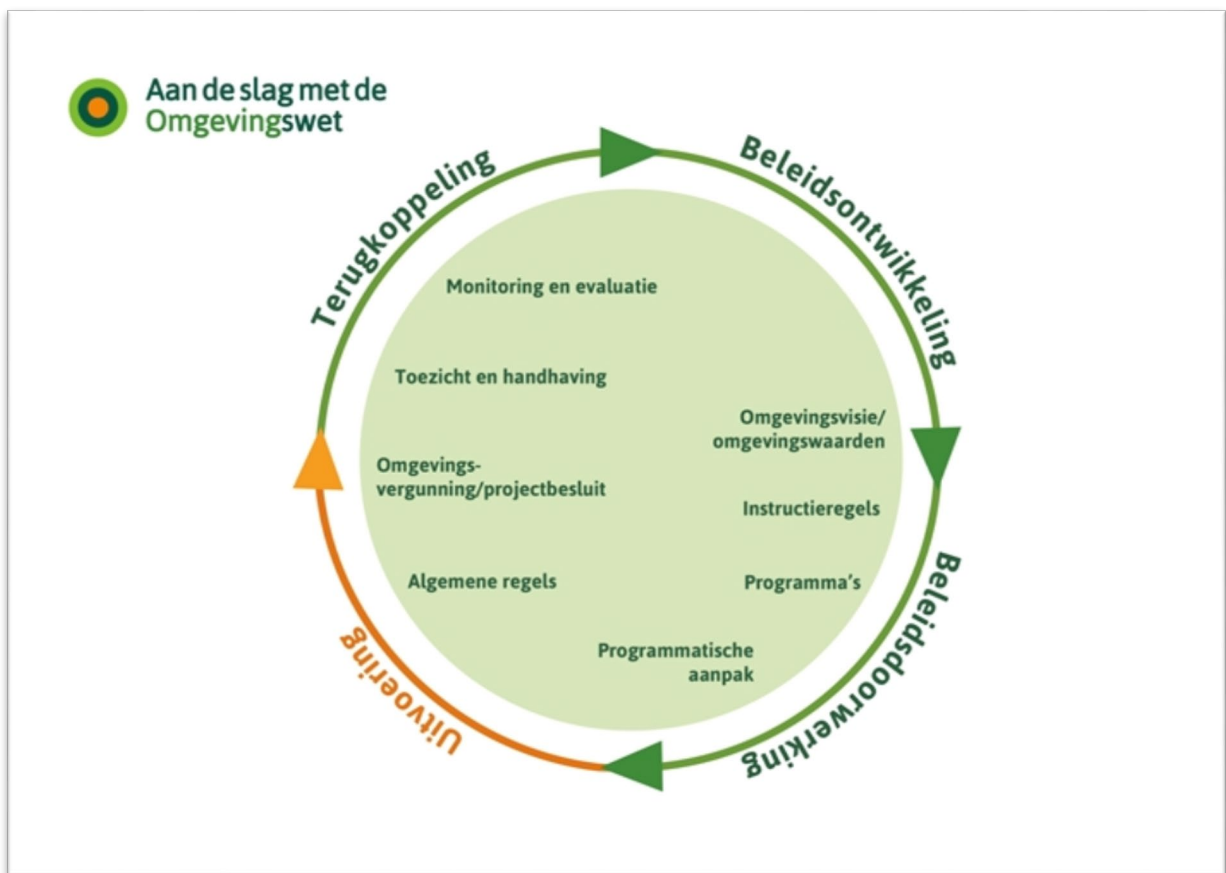 Aan de slag met de
Omgevingswet
Terugkoppeling
Beleidsontwikkeling
Monitoring en evaluatie
Toezicht en handhaving
Omgevingsvisie/
omgevingswaarden
Omgevings-
vergunning/projectbesluit
Instructieregels
Algemene regels
Programma's
Programmatische
aanpak
Beleidsdoorwerking
Uitvoering